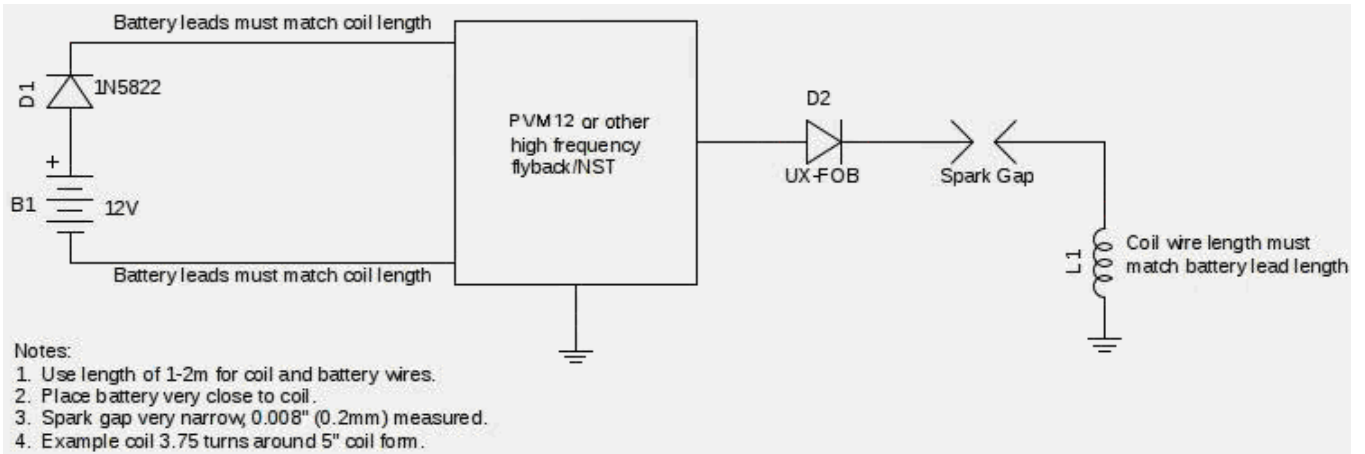 Battery leads must match coil length
D1
1N5822
PVM12 or other
high frequency
flyback/NST
D2
UX-FOB
Spark Gap
+
B1
12V
L1
Coil wire length must
match battery lead length
Battery leads must match coil length
Notes:
1. Use length of 1-2m for coil and battery wires.
2. Place battery very close to coil.
3. Spark gap very narrow, 0.008" (0.2mm) measured.
4. Example coil 3.75 turns around 5" coil form.